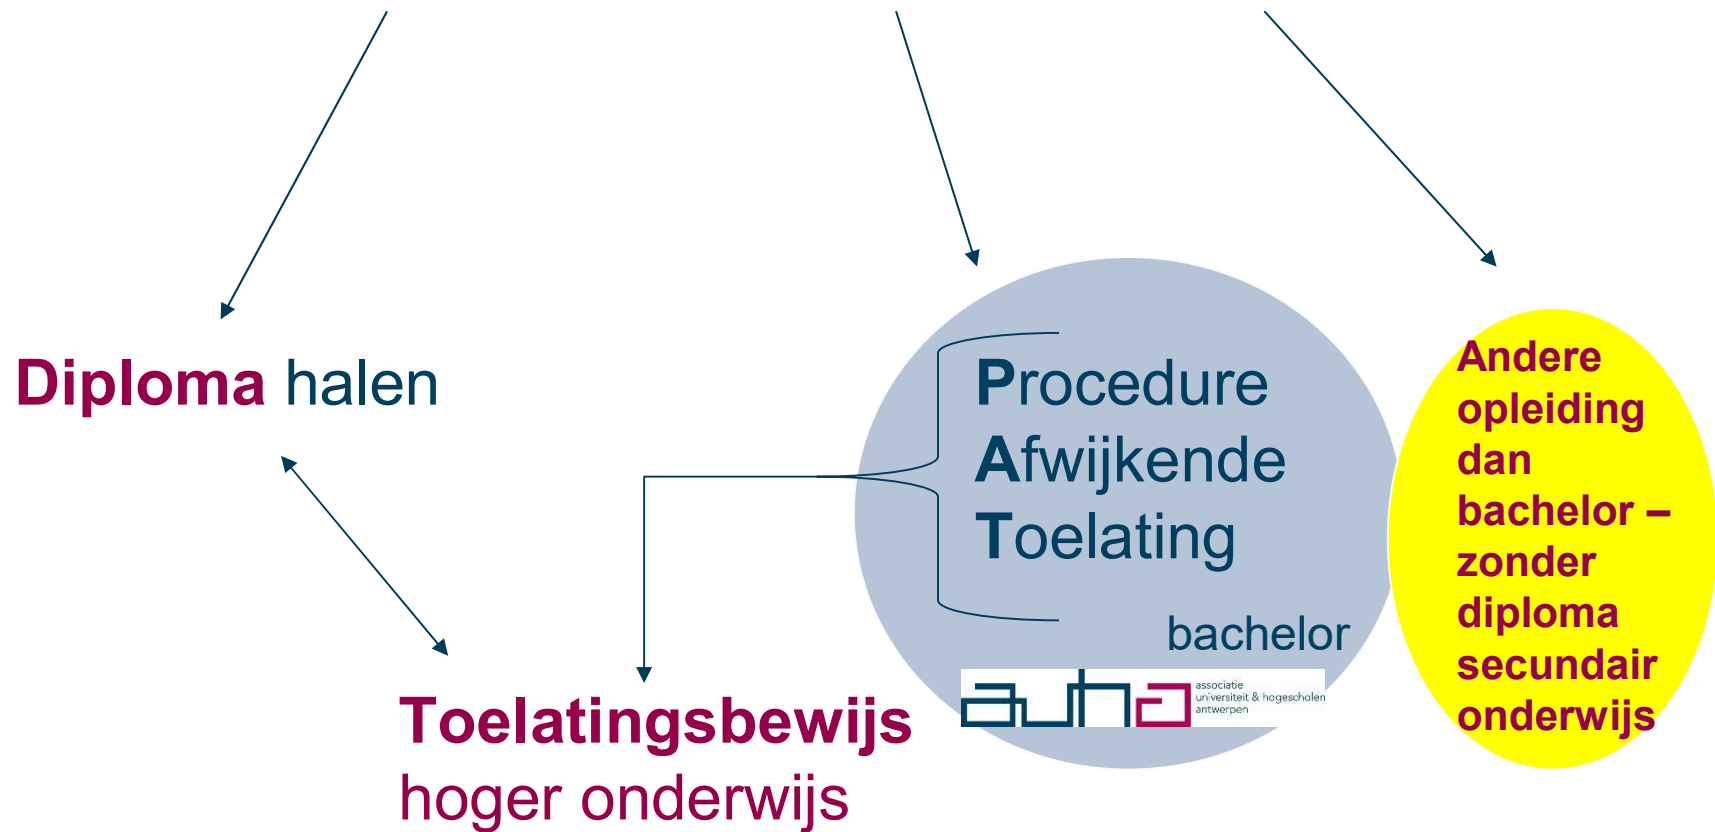 Diploma halen
Procedure
Afwijkende
Toelating
bachelor
auha
associatie
universiteit & hogescholen
antwerpen
Toelatingsbewijs
hoger onderwijs
Andere
opleiding
dan
bachelor –
zonder
diploma
secundair
onderwijs